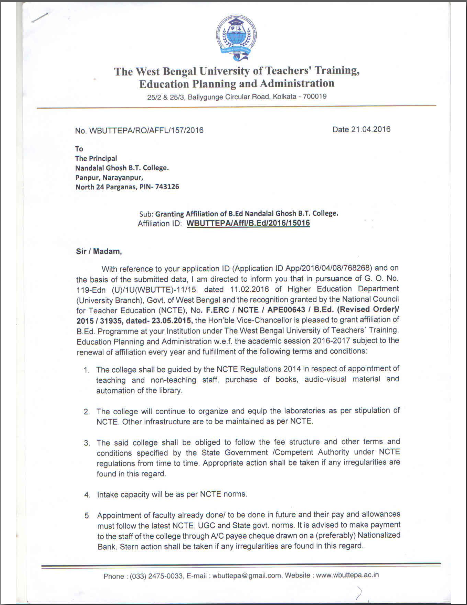 The West Bengal University of Teachers' Training,
Education Planning and Administration
25/2 & 25/3, Ballygunge Circular Road, Kolkata - 700019
No. WBUTTEPA/RO/AFFL/157/2016
Date 21.04.2016
To
The Principal
Nandalal Ghosh B.T. College.
Panpur, Narayanpur,
North 24 Parganas, PIN- 743126
Sub: Granting Affiliation of B.Ed Nandalal Ghosh B.T. College.
Affiliation ID: WBUTTEPA/Affl/B.Ed/2016/15016
Sir / Madam,
With reference to your application ID (Application ID App/2016/04/08/768268) and on
the basis of the submitted data, I am directed to inform you that in pursuance of G. O. No.
119-Edn (U)/1U(WBUTTE)-11/15 dated 11.02.2016 of Higher Education Department
(University Branch), Govt. of West Bengal and the recognition granted by the National Council
for Teacher Education (NCTE), No. F.ERC / NCTE / APE00643 / B.Ed. (Revised Order)/
2015 / 31935, dated- 23.05.2015, the Hon'ble Vice-Chancellor is pleased to grant affiliation of
B.Ed. Programme at your Institution under The West Bengal University of Teachers' Training,
Education Planning and Administration w.e.f. the academic session 2016-2017 subject to the
renewal of affiliation every year and fulfillment of the following terms and conditions:
1. The college shall be guided by the NCTE Regulations 2014 in respect of appointment of
teaching and non-teaching staff, purchase of books, audio-visual material and
automation of the library.
2. The college will continue to organize and equip the laboratories as per stipulation of
NCTE. Other infrastructure are to be maintained as per NCTE.
3. The said college shall be obliged to follow the fee structure and other terms and
conditions specified by the State Government /Competent Authority under NCTE
regulations from time to time. Appropriate action shall be taken if any irregularities are
found in this regard.
4. Intake capacity will be as per NCTE norms.
5. Appointment of faculty already done/ to be done in future and their pay and allowances
must follow the latest NCTE, UGC and State govt. norms. It is advised to make payment
to the staff of the college through A/C payee cheque drawn on a (preferably) Nationalized
Bank. Stern action shall be taken if any irregularities are found in this regard.
Phone : (033) 2475-0033, E-mail : wbuttepa@gmail.com, Website : www.wbuttepa.ac.in